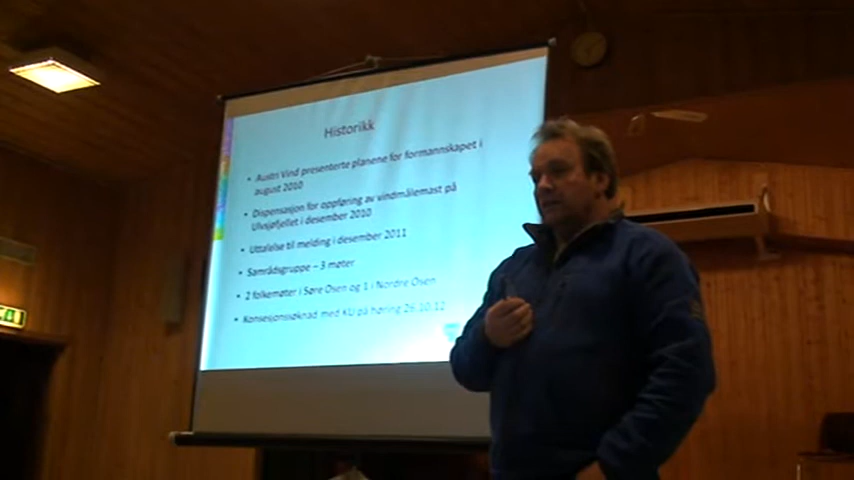 Historikk
• Austri Vind presenterte planene for formannskapet i
august 2010
• Dispensasjon for oppføring av vindmålemast på
Ulvsjøfjellet i desember 2010
• Uttalelse til melding i desember 2011
• Samrådsgruppe – 3 møter
• 2 folkemøter i Søre Osen og 1 i Nordre Osen
• Konsesjonssøknad med KU på høring 26.10.12